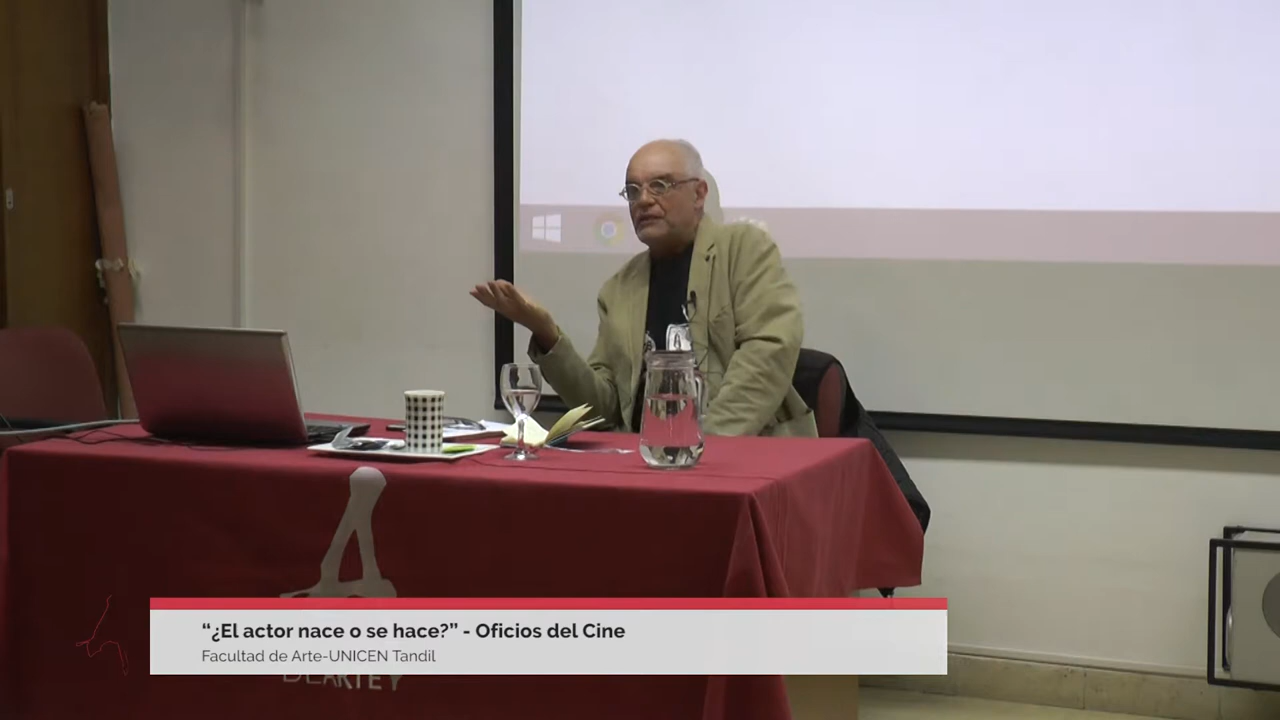 “¿El actor nace o se hace?” - Oficios del Cine
Facultad de Arte-UNICEN Tandil